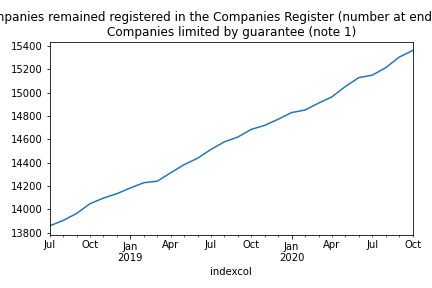 panies remained registered in the Companies Register (number at end
Companies limited by guarantee (note 1)
15400
15200
15000
14800
14600
14400
14200
14000
13800
Jul Oct Jan Apr Jul Oct Jan Apr Jul Oct
2019 2020
indexcol